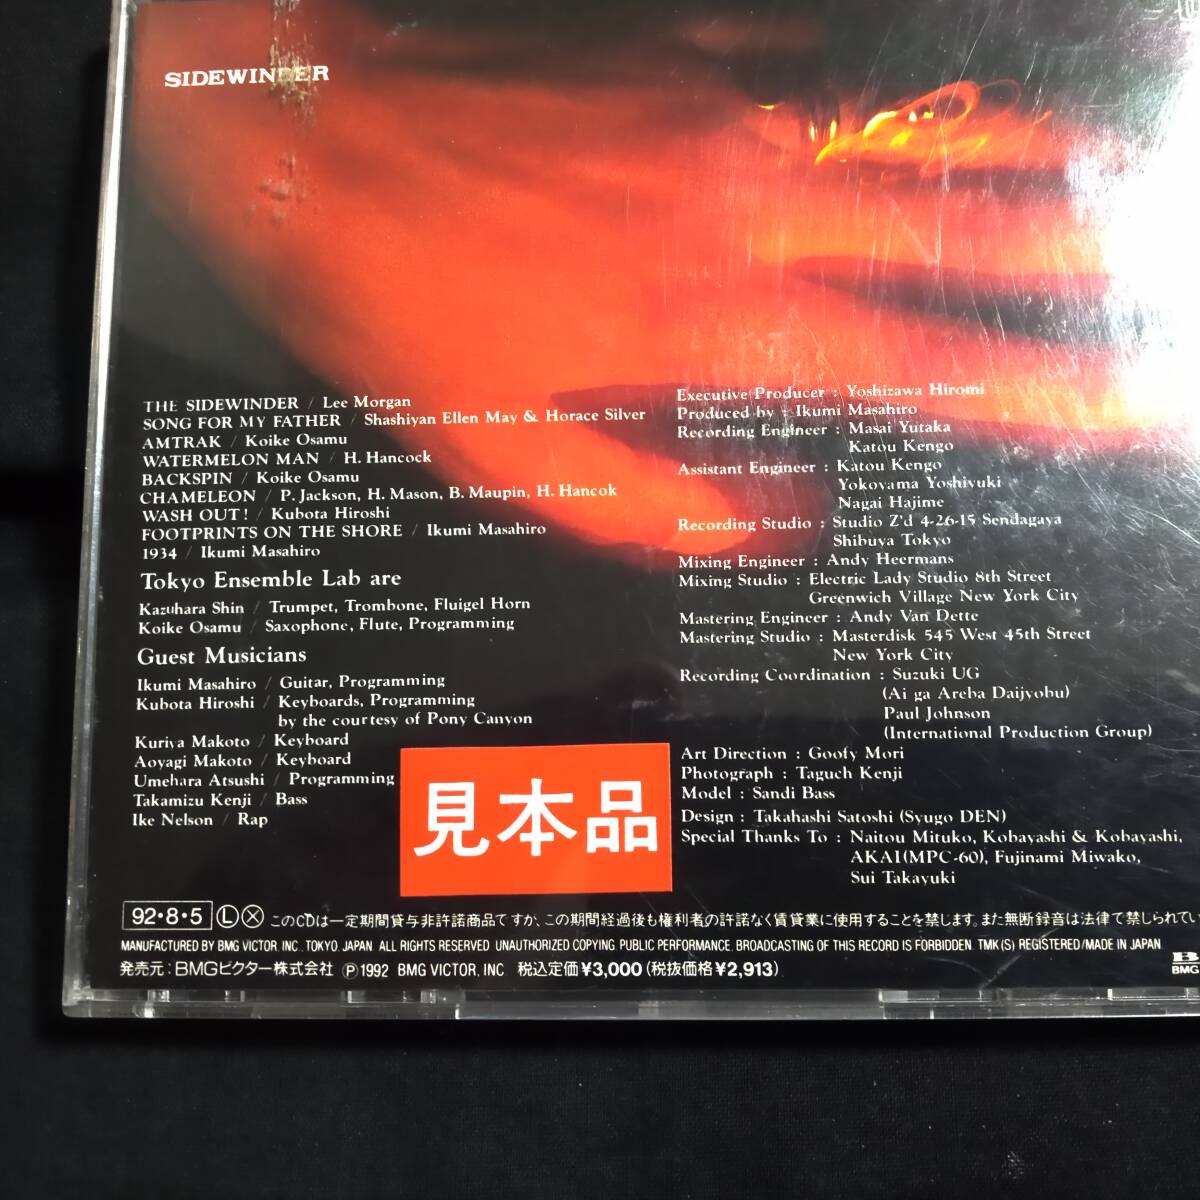 SIDEWINDER
THE SIDEWINDER / Lee Morgan
SONG FOR MY FATHER / Shashiyan Ellen May & Horace Silver
AMTRAK / Koike Osamu
WATERMELON MAN / H. Hancock
BACKSPIN / Koike Osamu
CHAMELEON / P. Jackson, H. Mason, B. Maupin, H. Hancok
WASH OUT! / Kubota Hiroshi
FOOTPRINTS ON THE SHORE / Ikumi Masahiro
1934 / Ikumi Masahiro
Tokyo Ensemble Lab are
Kazuhara Shin / Trumpet, Trombone, Fluigel Horn
Koike Osamu / Saxophone, Flute, Programming
Guest Musicians
Ikumi Masahiro / Guitar, Programming
Kubota Hiroshi / Keyboards, Programming
by the courtesy of Pony Canyon
Kuriya Makoto / Keyboard
Aoyagi Makoto / Keyboard
Umehara Atsushi / Programming
Takamizu Kenji / Bass
Ike Nelson / Rap
Executive Producer : Yoshizawa Hiromi
Produced by : Ikumi Masahiro
Recording Engineer : Masai Yutaka
Katou Kengo
Assistant Engineer : Katou Kengo
Yokoyama Yoshiyuki
Nagai Hajime
Recording Studio : Studio Z'd 4-26-15 Sendagaya
Shibuya Tokyo
Mixing Engineer : Andy Heermans
Mixing Studio : Electric Lady Studio 8th Street
Greenwich Village New York City
Mastering Engineer : Andy Van Dette
Mastering Studio : Masterdisk 545 West 45th Street
New York City
Recording Coordination : Suzuki UG
(Ai ga Areba Daijyobu)
Paul Johnson
(International Production Group)
Art Direction : Goofy Mori
Photograph : Taguch Kenji
Model : Sandi Bass
Design : Takahashi Satoshi (Syugo DEN)
Special Thanks To : Naitou Mituko, Kobayashi & Kobayashi,
AKAI(MPC-60), Fujinami Miwako,
Sui Takayuki
見本品
92・8・5 Ⓛ Ⓧ このCDは一定期間貸与非許諾商品ですが、この期間経過後も権利者の許諾なく賃貸業に使用することを禁じます。また無断録音は法律で禁じられてい
MANUFACTURED BY BMG VICTOR, INC., TOKYO, JAPAN. ALL RIGHTS RESERVED. UNAUTHORIZED COPYING, PUBLIC PERFORMANCE, BROADCASTING OF THIS RECORD IS FORBIDDEN. TMK(S) REGISTERED/MADE IN JAPAN
発売元：BMGビクター株式会社 Ⓟ1992 BMG VICTOR, INC 税込定価¥3,000(税抜価格¥2,913)
BMG